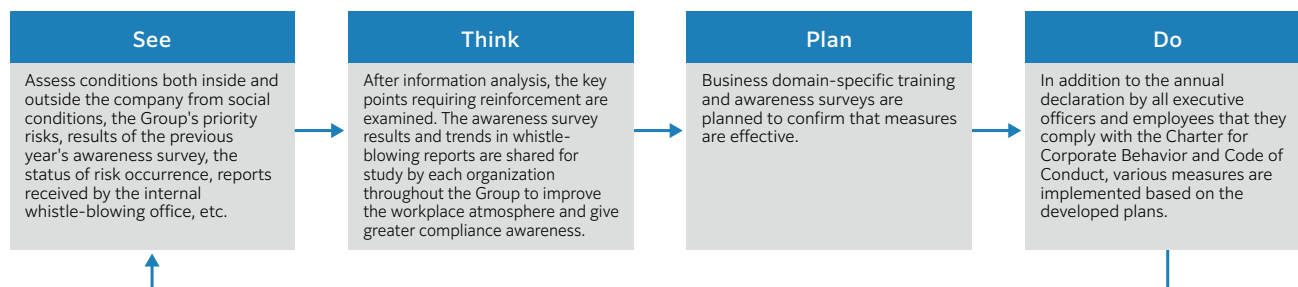 See
Assess conditions both inside and
outside the company from social
conditions, the Group's priority
risks, results of the previous
year's awareness survey, the
status of risk occurrence, reports
received by the internal
whistle-blowing office, etc.
Think
After information analysis, the key
points requiring reinforcement are
examined. The awareness survey
results and trends in whistle-
blowing reports are shared for
study by each organization
throughout the Group to improve
the workplace atmosphere and give
greater compliance awareness.
Plan
Business domain-specific training
and awareness surveys are
planned to confirm that measures
are effective.
Do
In addition to the annual
declaration by all executive
officers and employees that they
comply with the Charter for
Corporate Behavior and Code of
Conduct, various measures are
implemented based on the
developed plans.